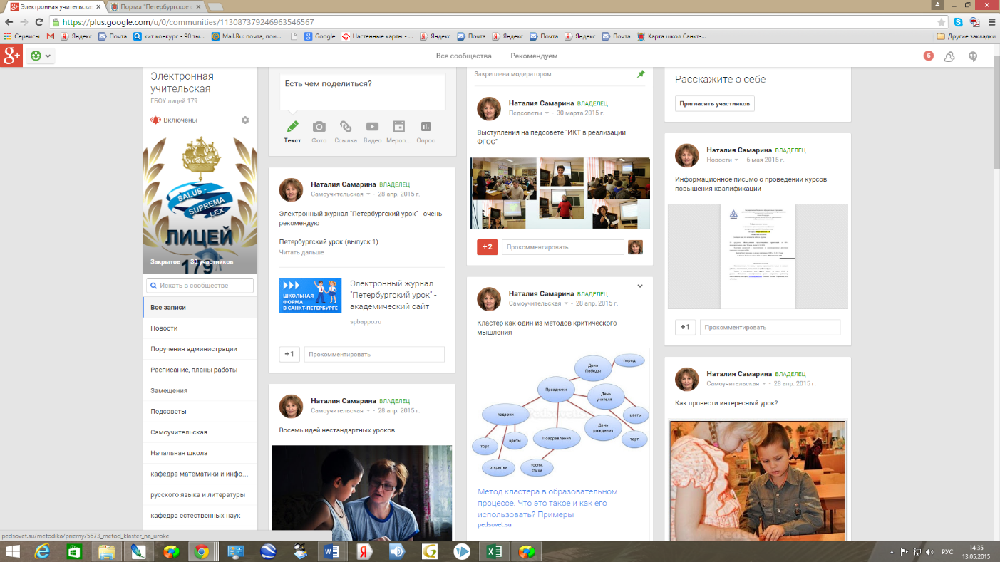 Электронная учительска
Портал "Петербургское
https://plus.google.com/u/0/communities/113087379246963546567
Сервисы
Яндекс
Почта
кит конкурс - 90 ты...
Mail.Ru: почта, пои...
Google
Настенные карты - ...
Яндекс
Почта
Яндекс
Почта
Яндекс
Почта
Карта школ Санкт-...
Другие закладки
g+
Все сообщества
Рекомендуем
6
Электронная
учительская
ГБОУ лицей 179
Включены
SALUS -
SUPREMA
LEX
ЛИЦЕЙ
179
Закрытое
30 участников
Искать в сообществе
Все записи
Новости
Поручения администрации
Расписание, планы работы
Замещения
Педсоветы
Самоучительская
Начальная школа
кафедра математики и инфо...
русского языка и литературы
кафедра естественных наук
Есть чем поделиться?
Текст
Фото
Ссылка
Видео
Мероп...
Опрос
Наталия Самарина ВЛАДЕЛЕЦ
Самоучительская - 28 апр. 2015 г.
Электронный журнал "Петербургский урок" - очень
рекомендую
Петербургский урок (выпуск 1)
Читать дальше
ШКОЛЬНАЯ
ФОРМА
В САНКТ-ПЕТЕРБУРГЕ
Электронный журнал
"Петербургский урок" -
академический сайт
spbappo.ru
+1
Прокомментировать
Наталия Самарина ВЛАДЕЛЕЦ
Самоучительская - 28 апр. 2015 г.
Восемь идей нестандартных уроков
Закреплена модератором
Наталия Самарина ВЛАДЕЛЕЦ
Педсоветы - 30 марта 2015 г.
Выступления на педсовете "ИКТ в реализации
ФГОС"
+2
Прокомментировать
Наталия Самарина ВЛАДЕЛЕЦ
Самоучительская - 28 апр. 2015 г.
Кластер как один из методов критического
мышления
День
Победы
парад
Праздники
День
учителя
подарки
цветы
День
рождения
торт
цветы
Поздравления
торт
открытки
тосты,
стихи
Метод кластера в образовательном
процессе. Что это такое и как его
использовать? Примеры
pedsovet.su
Расскажите о себе
Пригласить участников
Наталия Самарина ВЛАДЕЛЕЦ
Новости - 6 мая 2015 г.
Информационное письмо о проведении курсов
повышения квалификации
+1
Прокомментировать
Наталия Самарина ВЛАДЕЛЕЦ
Самоучительская - 28 апр. 2015 г.
Как провести интересный урок?
pedsovet.su/metodika/priemy/5673_metod_klaster_na_uroke
РУС
14:35
13.05.2015